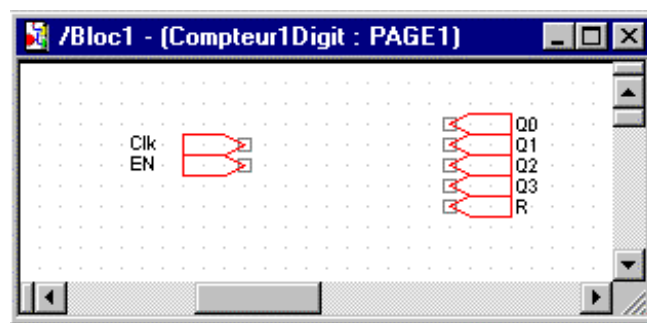 /Bloc1 - (Compteur1Digit : PAGE1)
Clk
EN
Q0
Q1
Q2
Q3
R